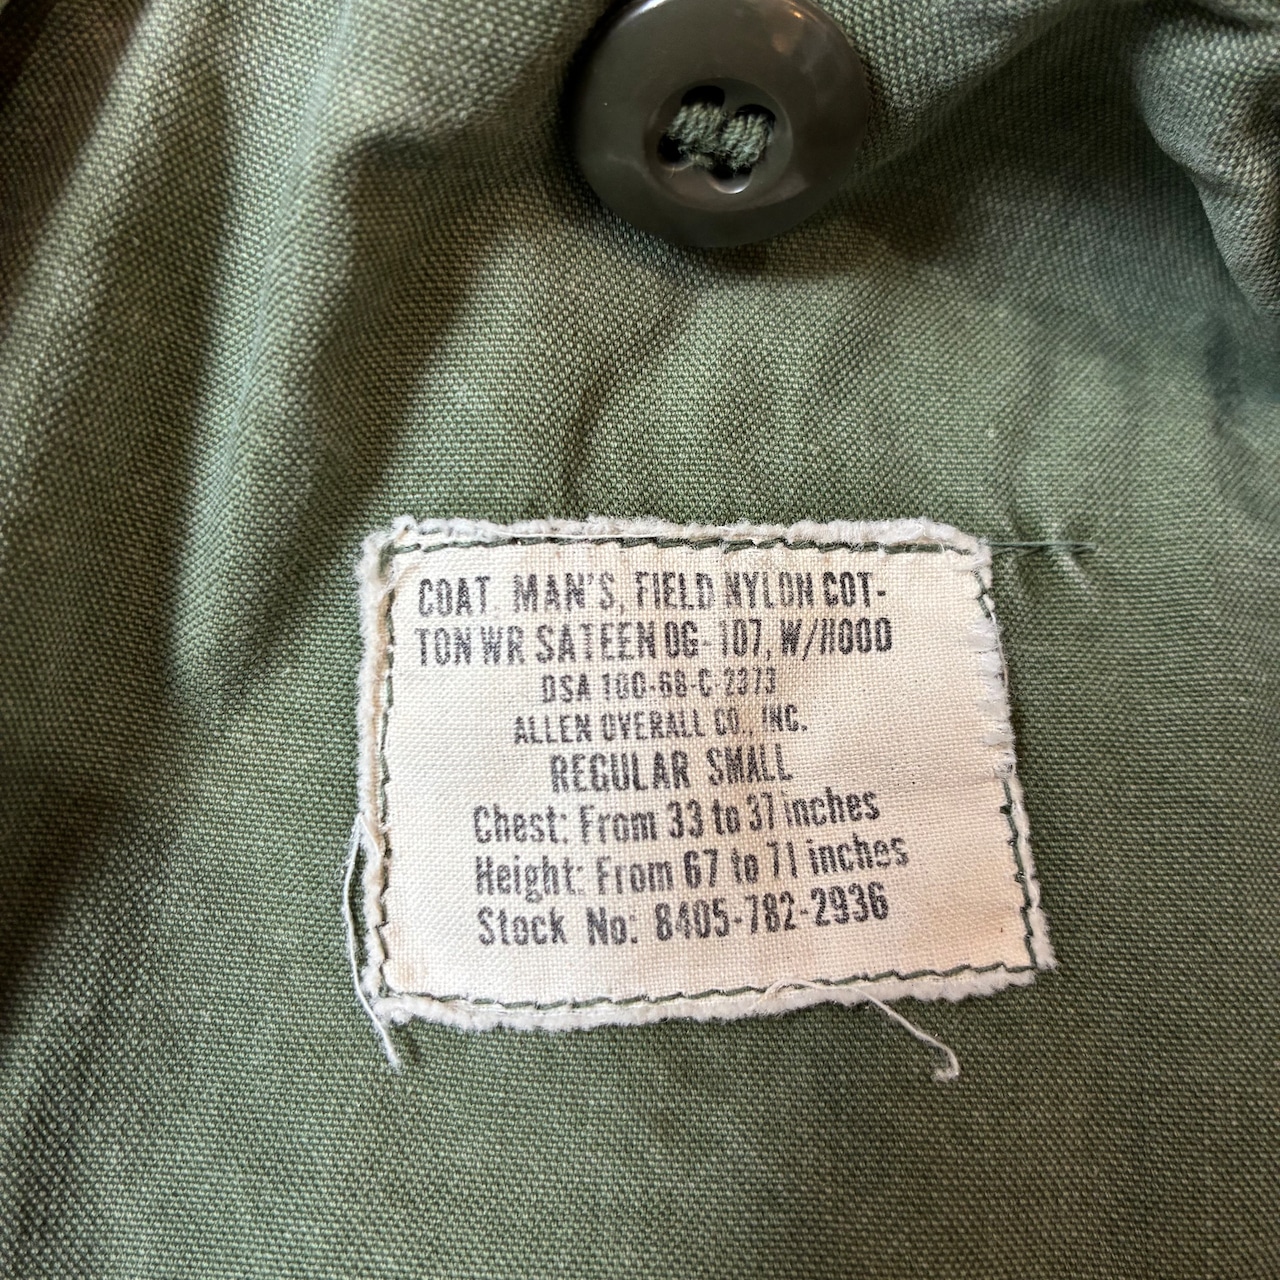 COAT, MAN'S, FIELD NYLON COT-
TON WR SATEEN OG-107, W/HOOD
DSA 100-68-C-2373
ALLEN OVERALL CO., INC.
REGULAR SMALL
Chest: From 33 to 37 inches
Height: From 67 to 71 inches
Stock No: 8405-782-2936